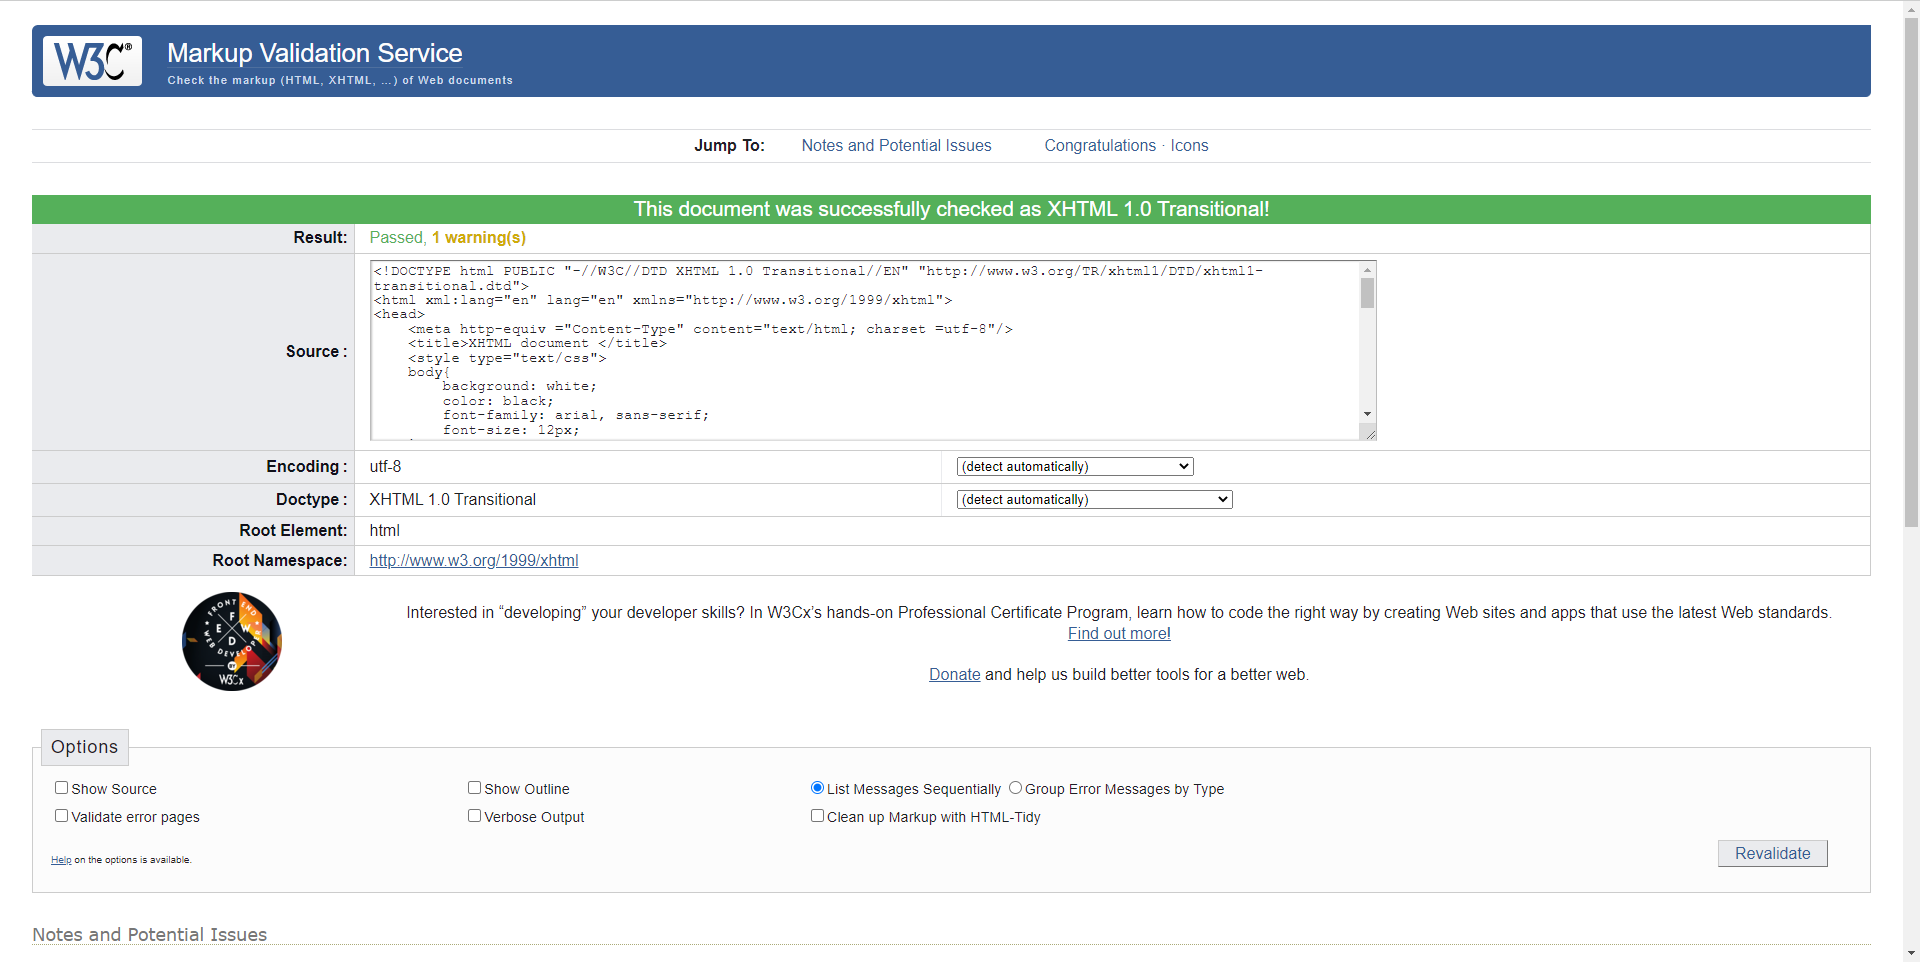 W3C®
Markup Validation Service
Check the markup (HTML, XHTML, ...) of Web documents
Jump To: Notes and Potential Issues Congratulations · Icons
This document was successfully checked as XHTML 1.0 Transitional!
Result: Passed, 1 warning(s)
Source :
<!DOCTYPE html PUBLIC "-//W3C//DTD XHTML 1.0 Transitional//EN" "http://www.w3.org/TR/xhtml1/DTD/xhtml1-
transitional.dtd">
<html xml:lang="en" lang="en" xmlns="http://www.w3.org/1999/xhtml">
<head>
<meta http-equiv ="Content-Type" content="text/html; charset =utf-8"/>
<title>XHTML document </title>
<style type="text/css">
body{
background: white;
color: black;
font-family: arial, sans-serif;
font-size: 12px;
Encoding : utf-8 (detect automatically)
Doctype : XHTML 1.0 Transitional (detect automatically)
Root Element: html
Root Namespace: http://www.w3.org/1999/xhtml
FRONT END
F E W D
WEB DEVELOPER
BY
W3Cx
Interested in “developing” your developer skills? In W3Cx’s hands-on Professional Certificate Program, learn how to code the right way by creating Web sites and apps that use the latest Web standards.
Find out more!
Donate and help us build better tools for a better web.
Options
Show Source Show Outline List Messages Sequentially Group Error Messages by Type
Validate error pages Verbose Output Clean up Markup with HTML-Tidy
Help on the options is available.
Revalidate
Notes and Potential Issues